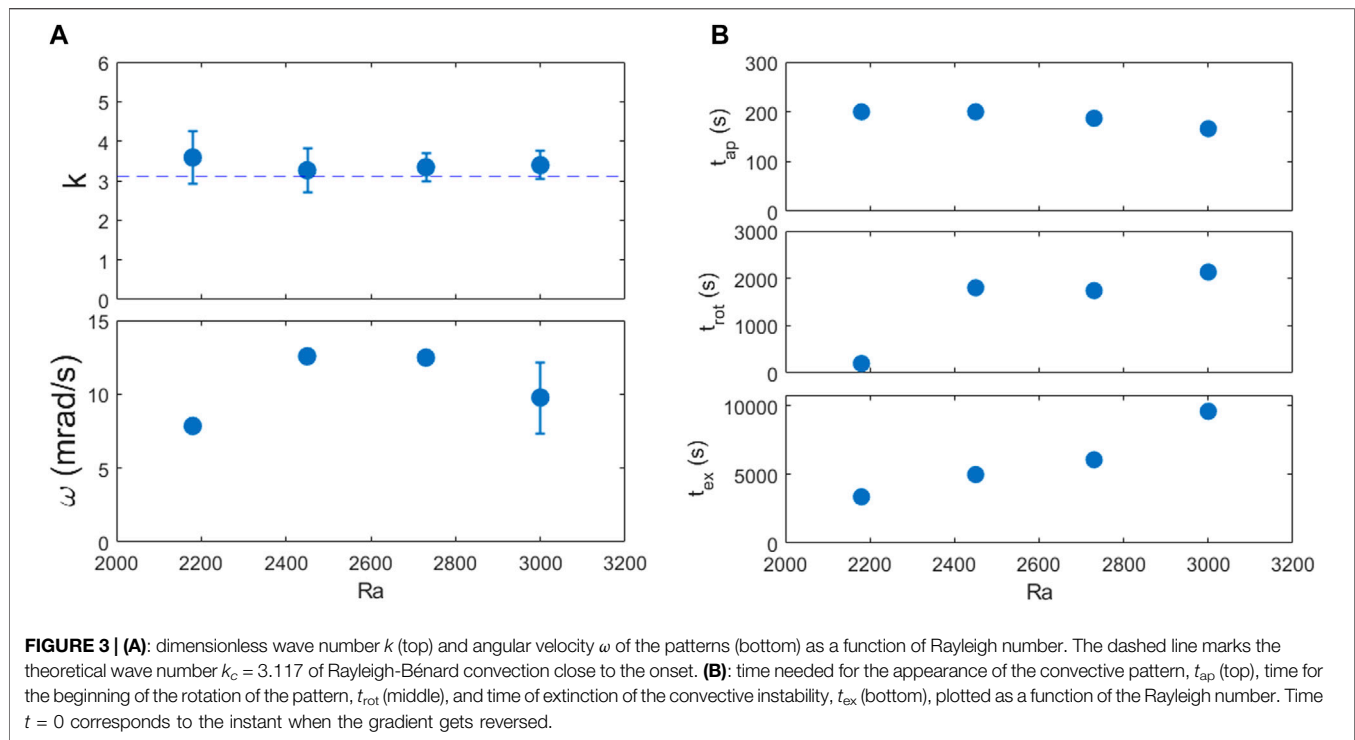 A
6
5
4
3
2
1
0
k
15
10
5
0
ω (mrad/s)
2000 2200 2400 2600 2800 3000 3200
Ra
B
300
200
100
0
t_ap (s)
3000
2000
1000
0
t_rot (s)
10000
5000
0
t_ex (s)
2000 2200 2400 2600 2800 3000 3200
Ra
FIGURE 3 | (A): dimensionless wave number k (top) and angular velocity ω of the patterns (bottom) as a function of Rayleigh number. The dashed line marks the
theoretical wave number k_c = 3.117 of Rayleigh-Bénard convection close to the onset. (B): time needed for the appearance of the convective pattern, t_ap (top), time for
the beginning of the rotation of the pattern, t_rot (middle), and time of extinction of the convective instability, t_ex (bottom), plotted as a function of the Rayleigh number. Time
t = 0 corresponds to the instant when the gradient gets reversed.